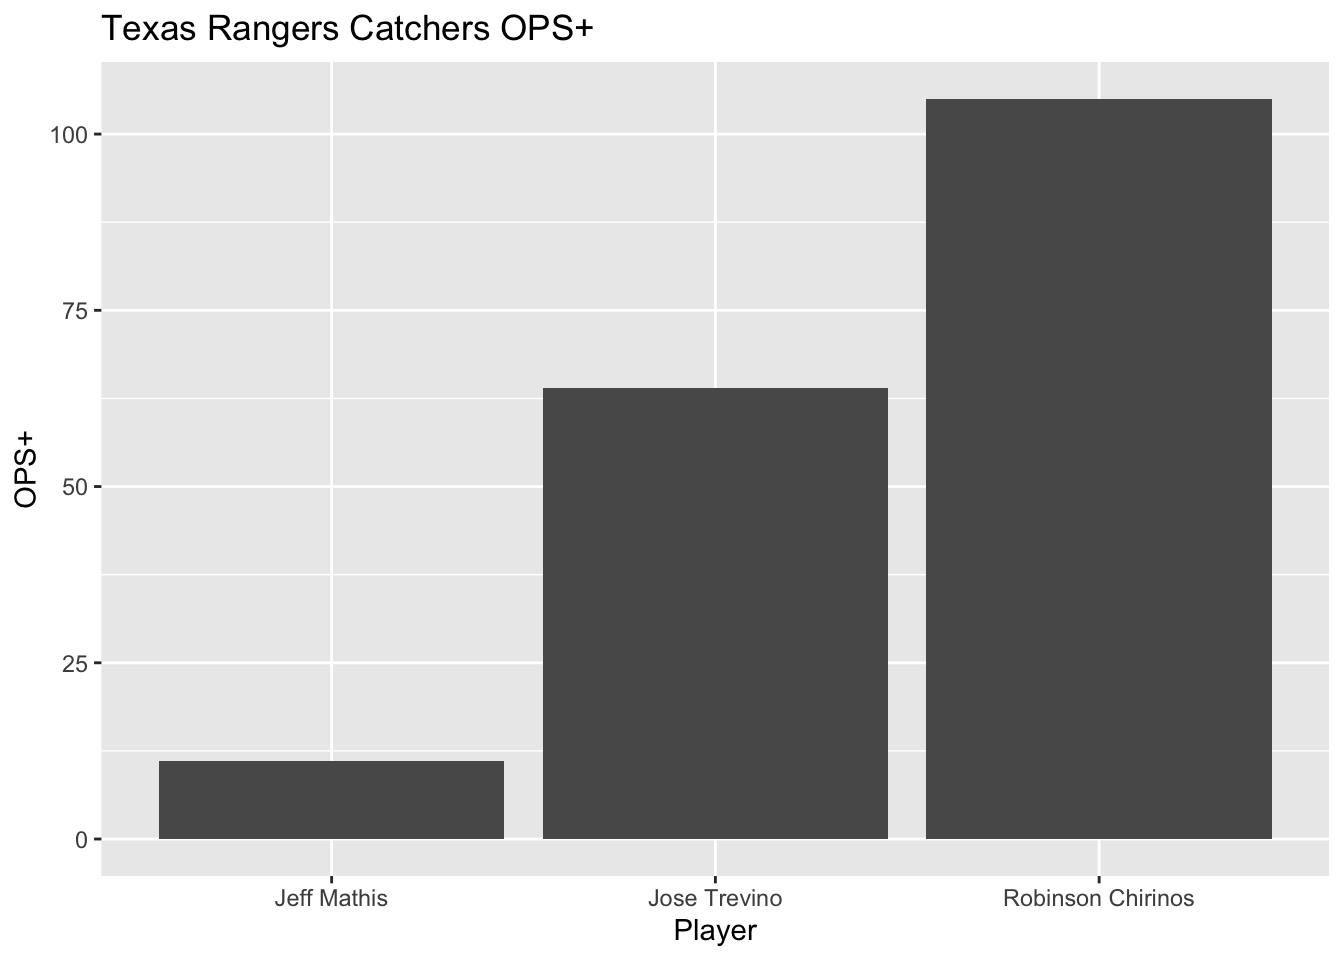 Texas Rangers Catchers OPS+
100
75
50
25
0
OPS+
Jeff Mathis
Jose Trevino
Robinson Chirinos
Player